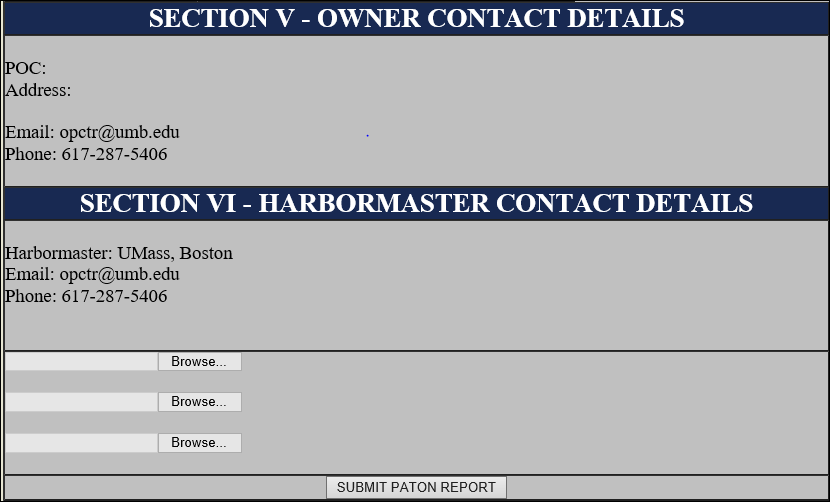 SECTION V - OWNER CONTACT DETAILS
POC:
Address:
Email: opctr@umb.edu
Phone: 617-287-5406
SECTION VI - HARBORMASTER CONTACT DETAILS
Harbormaster: UMass, Boston
Email: opctr@umb.edu
Phone: 617-287-5406
Browse...
Browse...
Browse...
SUBMIT PATON REPORT